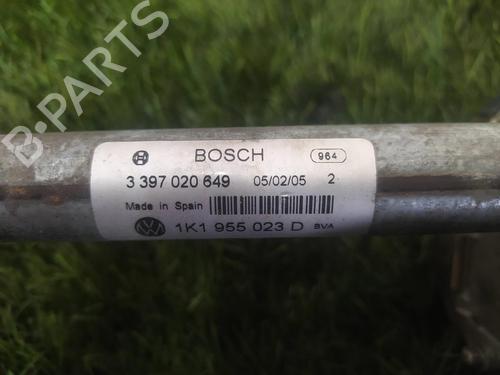 B-PARTS
BOSCH 964
3 397 020 649 05/02/05 2
Made in Spain
1K1 955 023 D BVA